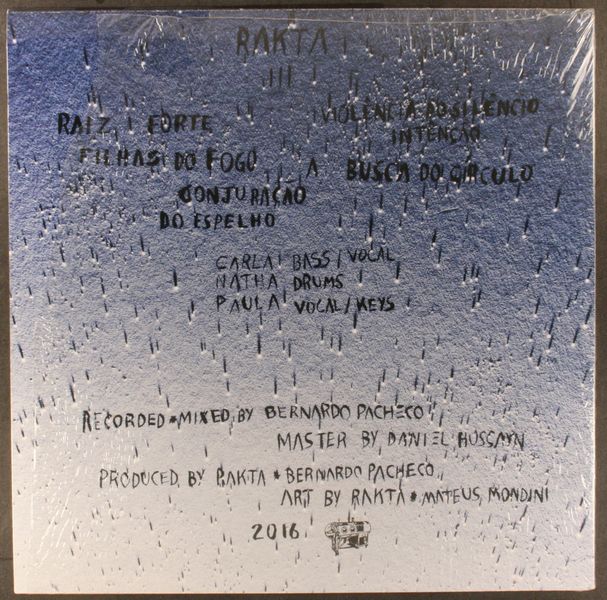 RAKTA
III
RAIZ FORTE
FILHAS DO FOGO
CONJURAÇÃO
DO ESPELHO
VIOLÊNCIA DO SILÊNCIO
INTENÇÃO
A BUSCA DO CÍRCULO
CARLA BASS / VOCAL
NATHA DRUMS
PAULA VOCAL / KEYS
RECORDED * MIXED BY BERNARDO PACHECO
MASTER BY DANIEL HUSSAYN
PRODUCED BY RAKTA * BERNARDO PACHECO
ART BY RAKTA * MATEUS MONDINI
2016